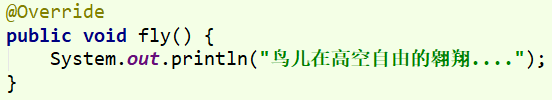 @Override
public void fly() {
    System.out.println("鸟儿在高空自由的翱翔....");
}